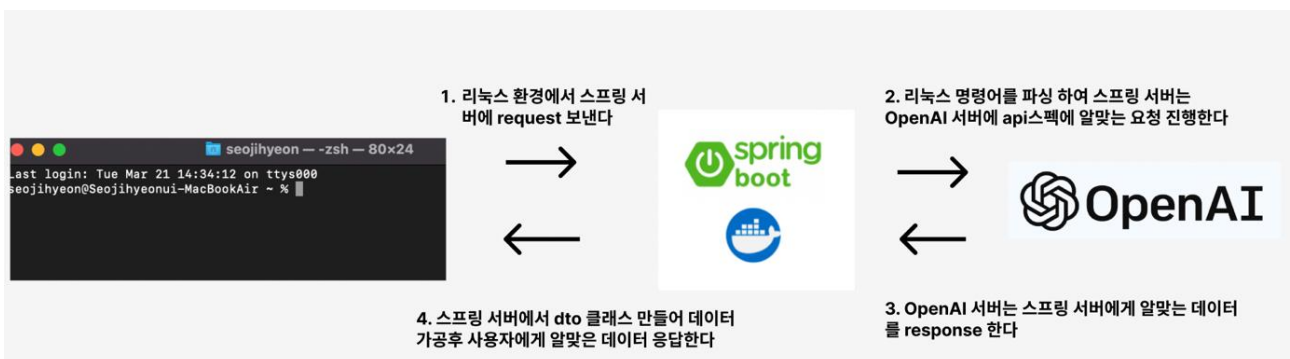 1. 리눅스 환경에서 스프링 서
버에 request 보낸다
2. 리눅스 명령어를 파싱 하여 스프링 서버는
OpenAI 서버에 api스펙에 알맞는 요청 진행한다
seojihyeon — -zsh — 80×24
Last login: Tue Mar 21 14:34:12 on ttys000
seojihyeon@Seojihyeonui-MacBookAir ~ %
spring
boot
OpenAI
3. OpenAI 서버는 스프링 서버에게 알맞는 데이터
를 response 한다
4. 스프링 서버에서 dto 클래스 만들어 데이터
가공후 사용자에게 알맞은 데이터 응답한다